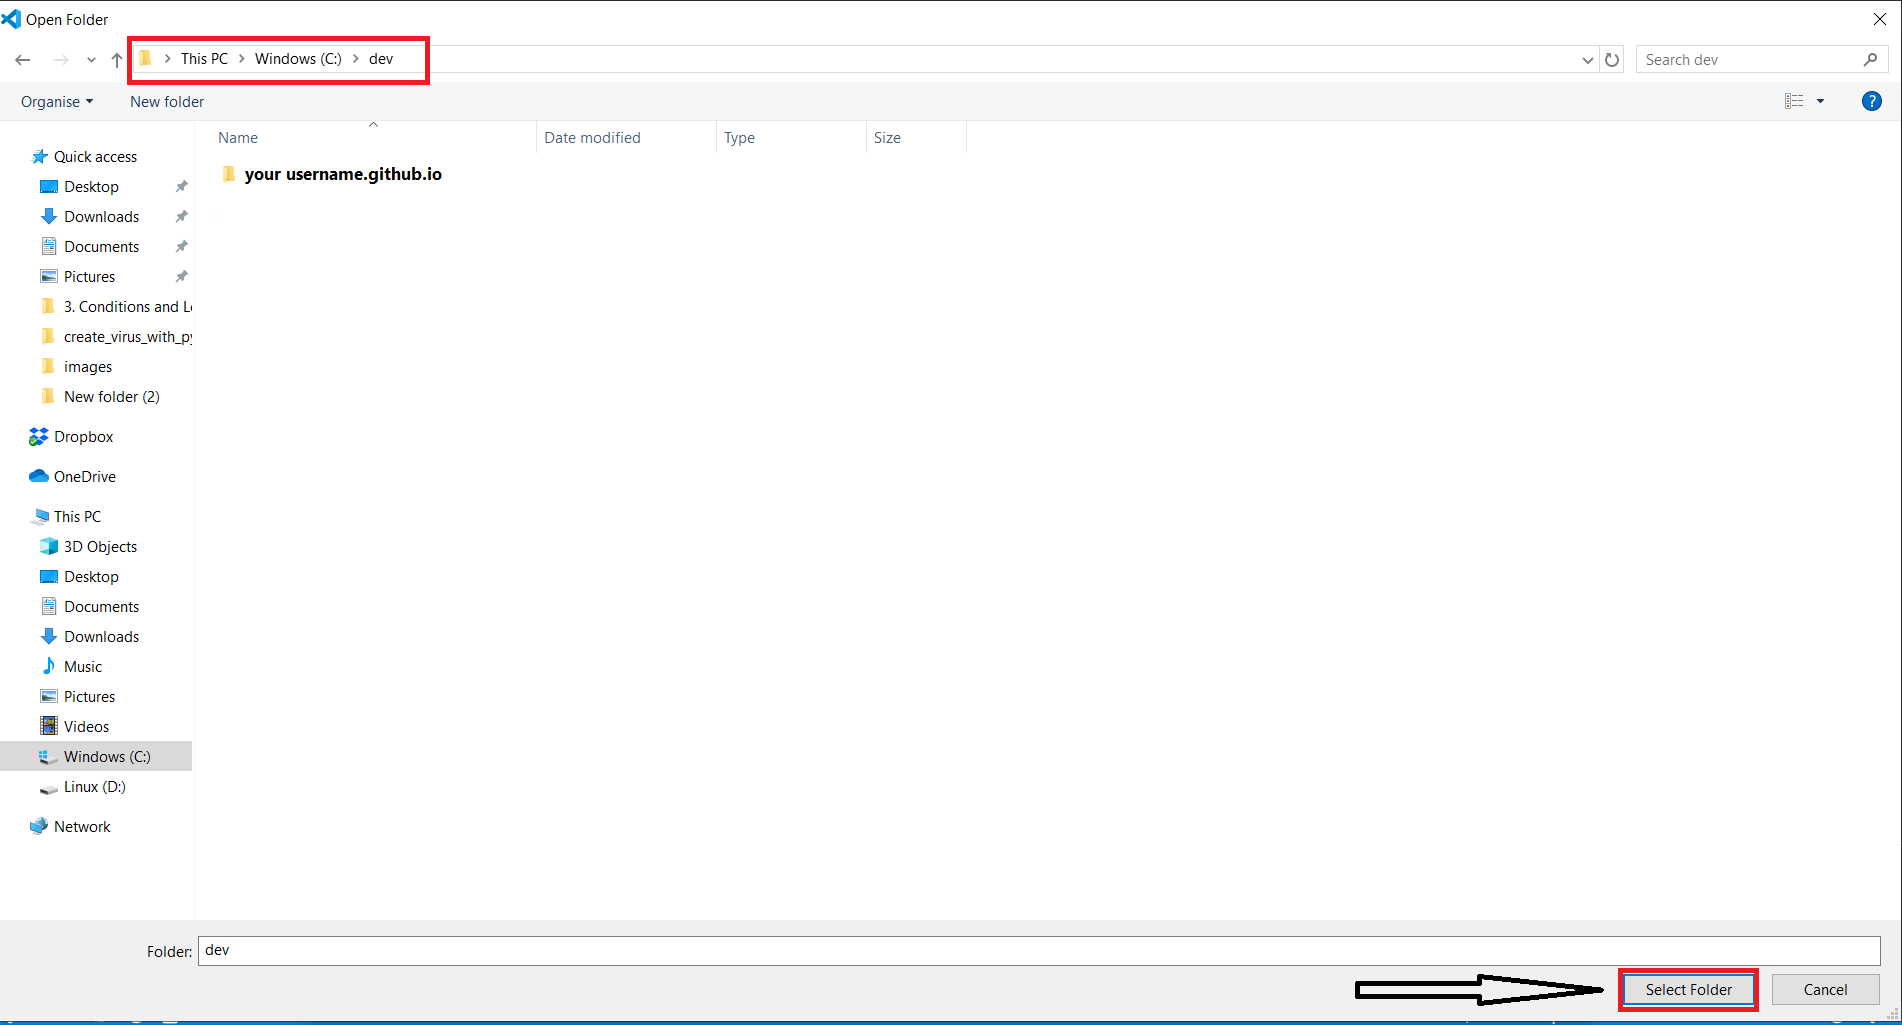 Open Folder
This PC > Windows (C:) > dev
Search dev
Organise
New folder
?
Name
Date modified
Type
Size
your username.github.io
Quick access
Desktop
Downloads
Documents
Pictures
3. Conditions and L
create_virus_with_py
images
New folder (2)
Dropbox
OneDrive
This PC
3D Objects
Desktop
Documents
Downloads
Music
Pictures
Videos
Windows (C:)
Linux (D:)
Network
Folder: dev
Select Folder
Cancel